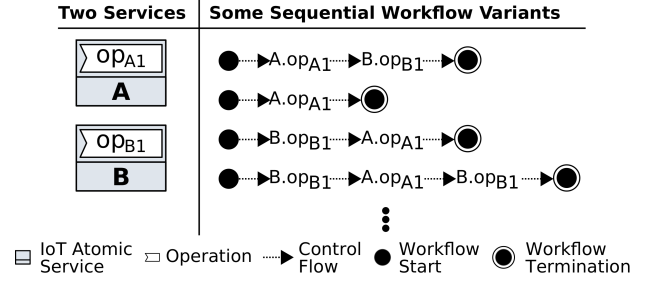 Two Services Some Sequential Workflow Variants
opA1
A
A.opA1 B.opB1
A.opA1
opB1
B
B.opB1 A.opA1
B.opB1 A.opA1 B.opB1
IoT Atomic Service
Operation
Control Flow
Workflow Start
Workflow Termination